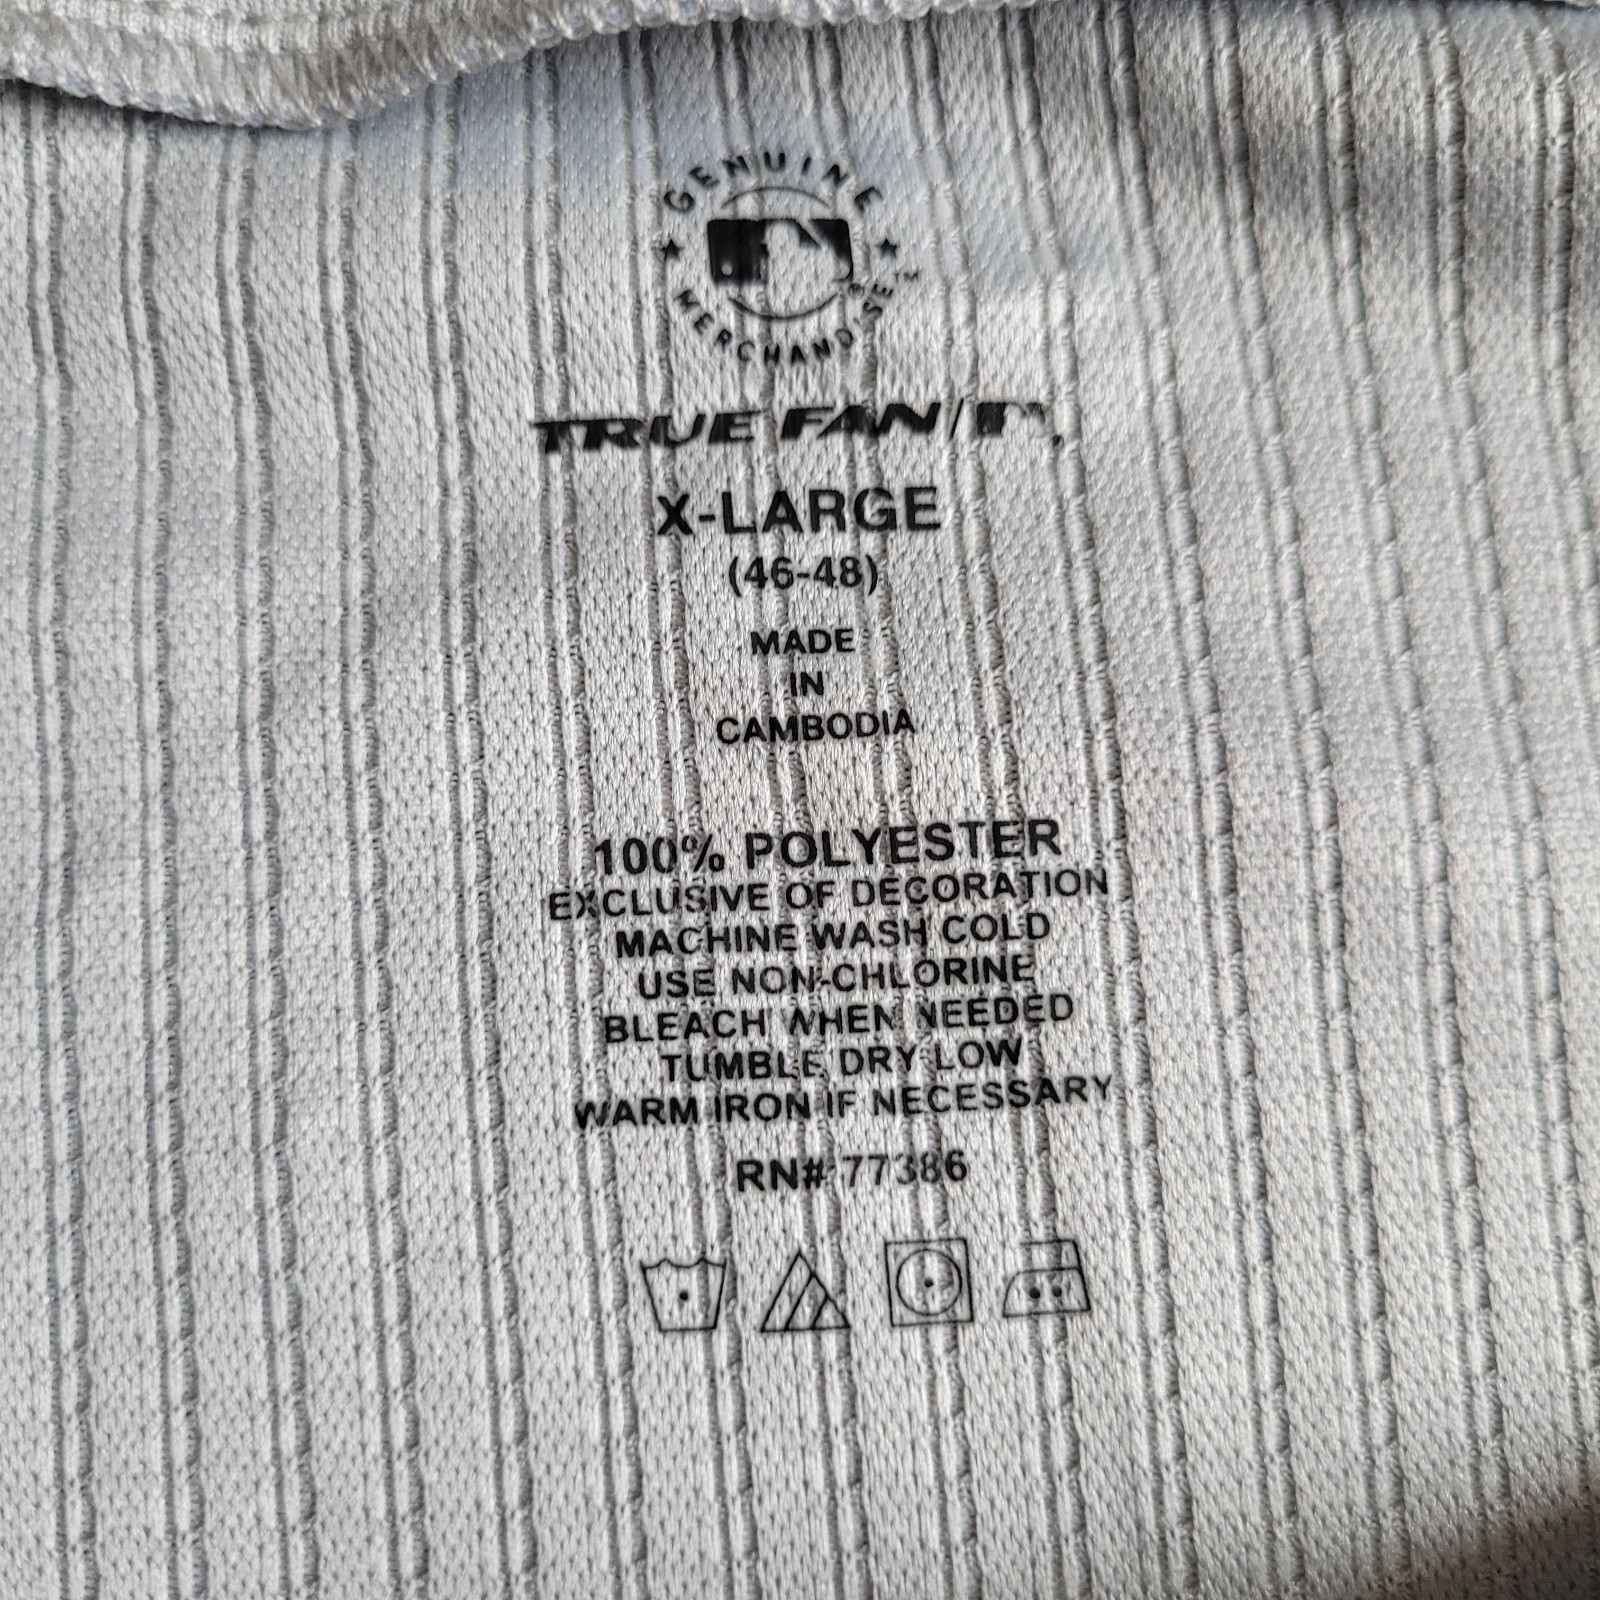 GENUINE
MERCHANDISE™
TRUE FAN
X-LARGE
(46-48)
MADE
IN
CAMBODIA
100% POLYESTER
EXCLUSIVE OF DECORATION
MACHINE WASH COLD
USE NON-CHLORINE
BLEACH WHEN NEEDED
TUMBLE DRY LOW
WARM IRON IF NECESSARY
RN# 77386